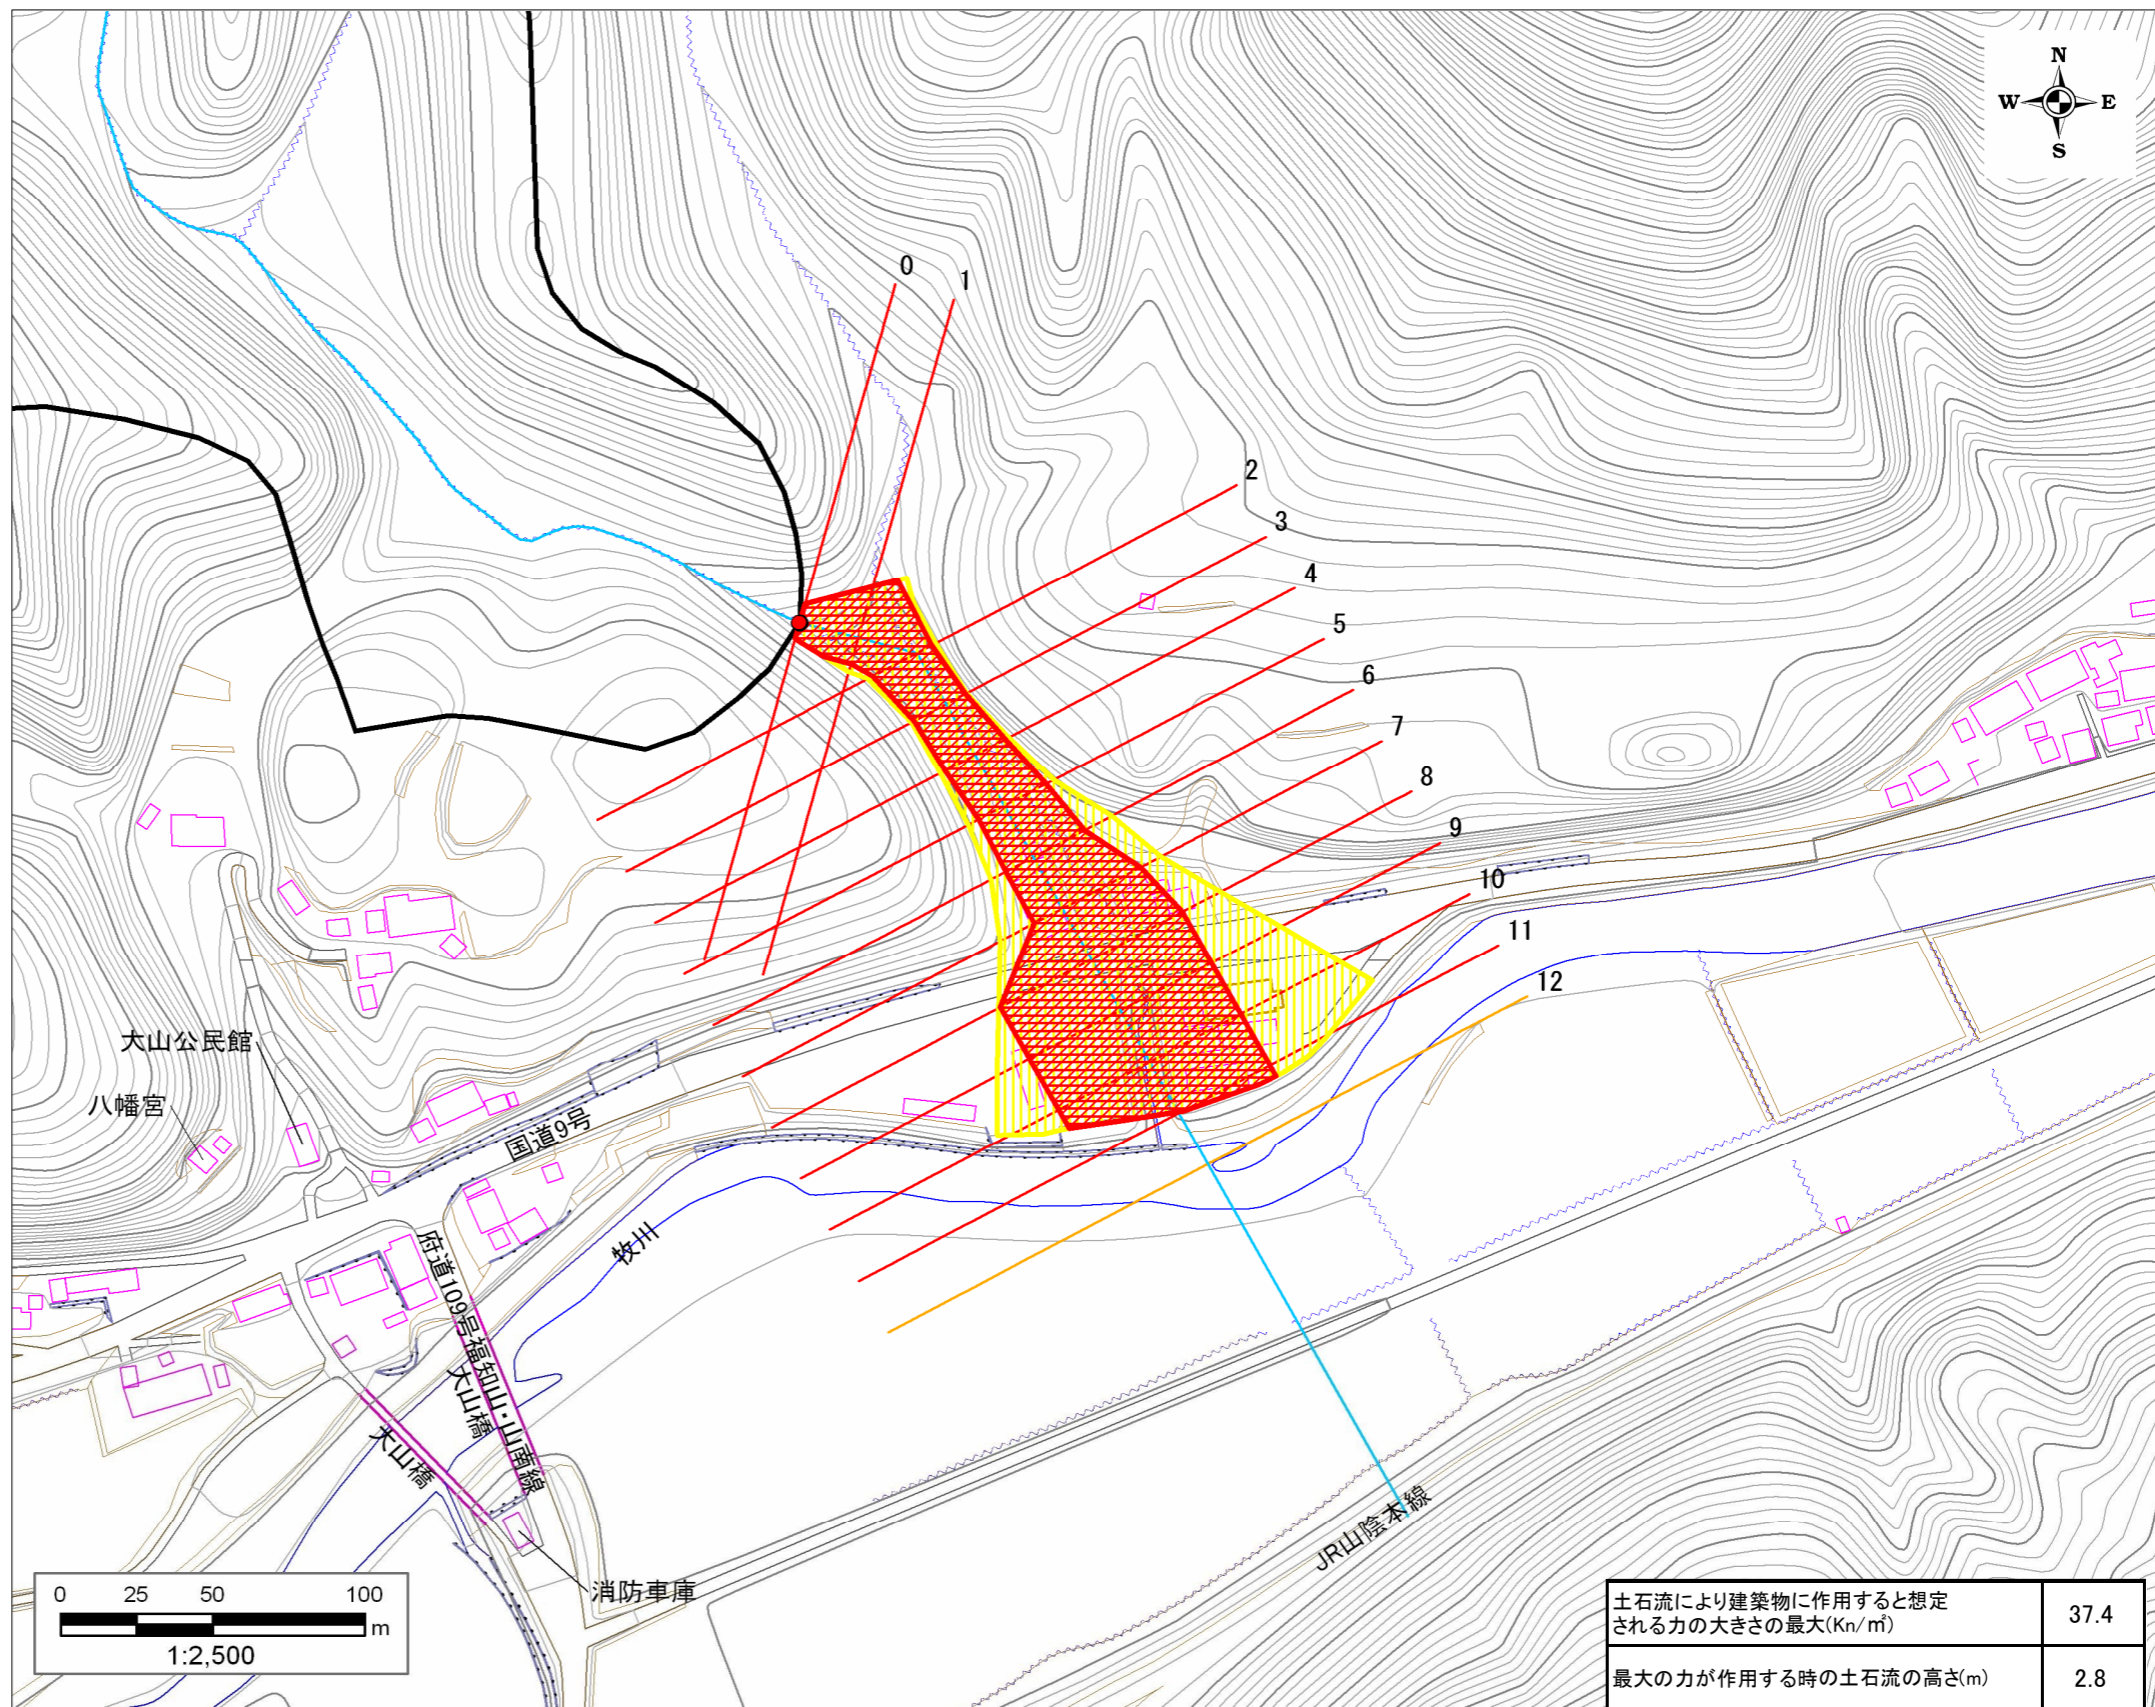 N
W E
S
0
1
2
3
4
5
6
7
8
9
10
11
12
大山公民館
八幡宮
国道9号
牧川
府道109号福知山・山南線
大山橋
大山橋
消防車庫
JR山陰本線
0 25 50 100
m
1:2,500
土石流により建築物に作用すると想定
される力の大きさの最大(Kn/㎡) 37.4
最大の力が作用する時の土石流の高さ(m) 2.8